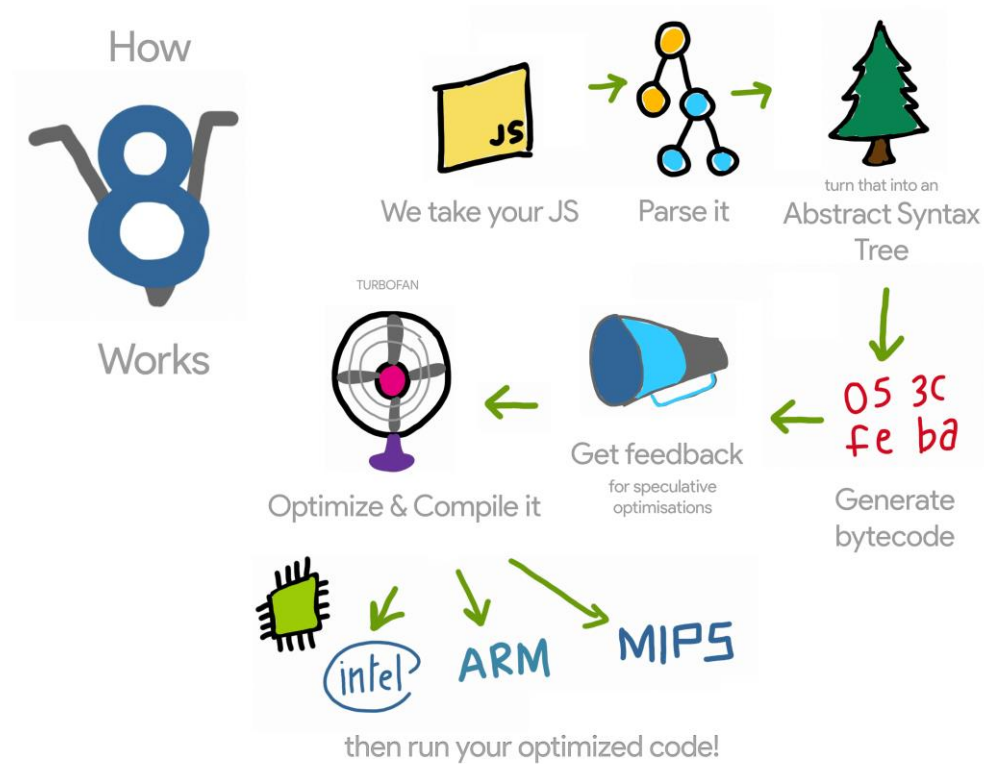 How
8
Works
JS
We take your JS
Parse it
turn that into an
Abstract Syntax
Tree
05 3c
fe ba
Generate
bytecode
Get feedback
for speculative
optimisations
TURBOFAN
Optimize & Compile it
intel
ARM
MIPS
then run your optimized code!